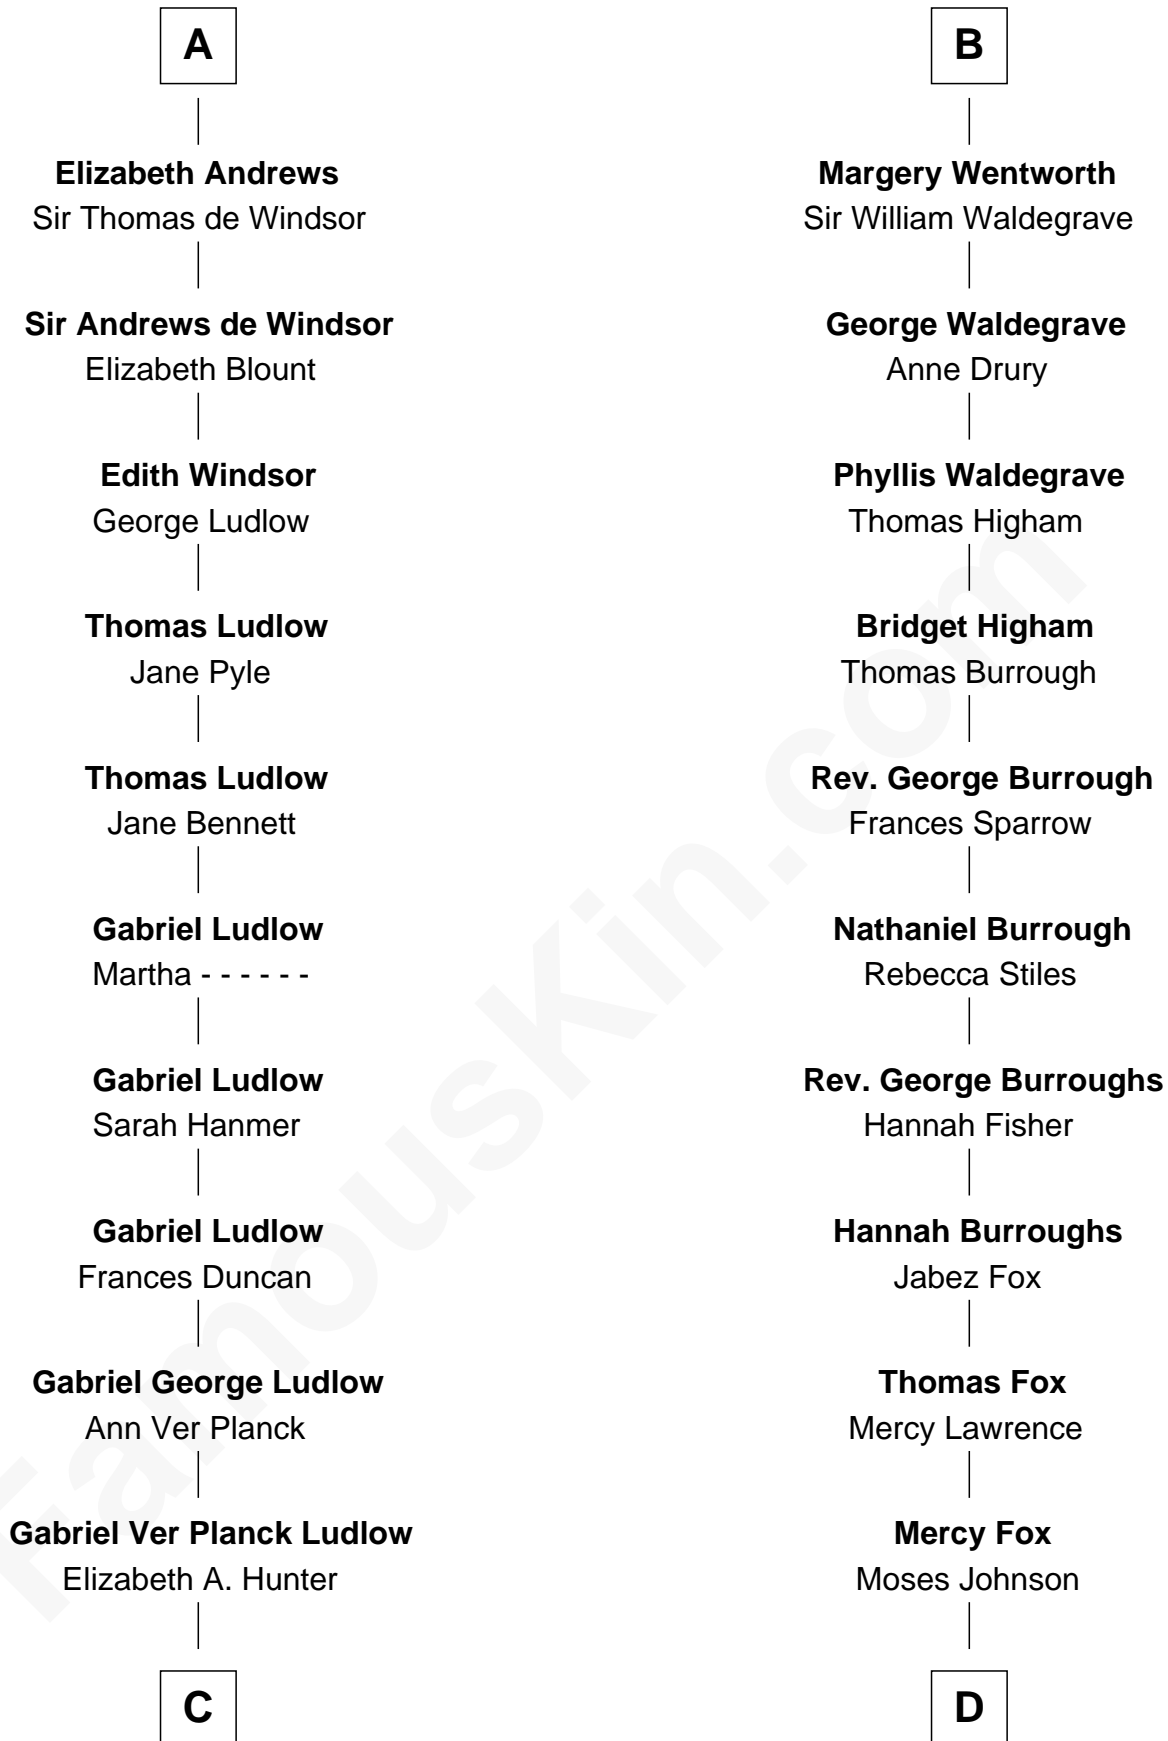 A
Elizabeth Andrews
Sir Thomas de Windsor
Sir Andrews de Windsor
Elizabeth Blount
Edith Windsor
George Ludlow
Thomas Ludlow
Jane Pyle
Thomas Ludlow
Jane Bennett
Gabriel Ludlow
Martha - - - - - -
Gabriel Ludlow
Sarah Hanmer
Gabriel Ludlow
Frances Duncan
Gabriel George Ludlow
Ann Ver Planck
Gabriel Ver Planck Ludlow
Elizabeth A. Hunter
C
B
Margery Wentworth
Sir William Waldegrave
George Waldegrave
Anne Drury
Phyllis Waldegrave
Thomas Higham
Bridget Higham
Thomas Burrough
Rev. George Burrough
Frances Sparrow
Nathaniel Burrough
Rebecca Stiles
Rev. George Burroughs
Hannah Fisher
Hannah Burroughs
Jabez Fox
Thomas Fox
Mercy Lawrence
Mercy Fox
Moses Johnson
D
FamousKin.com